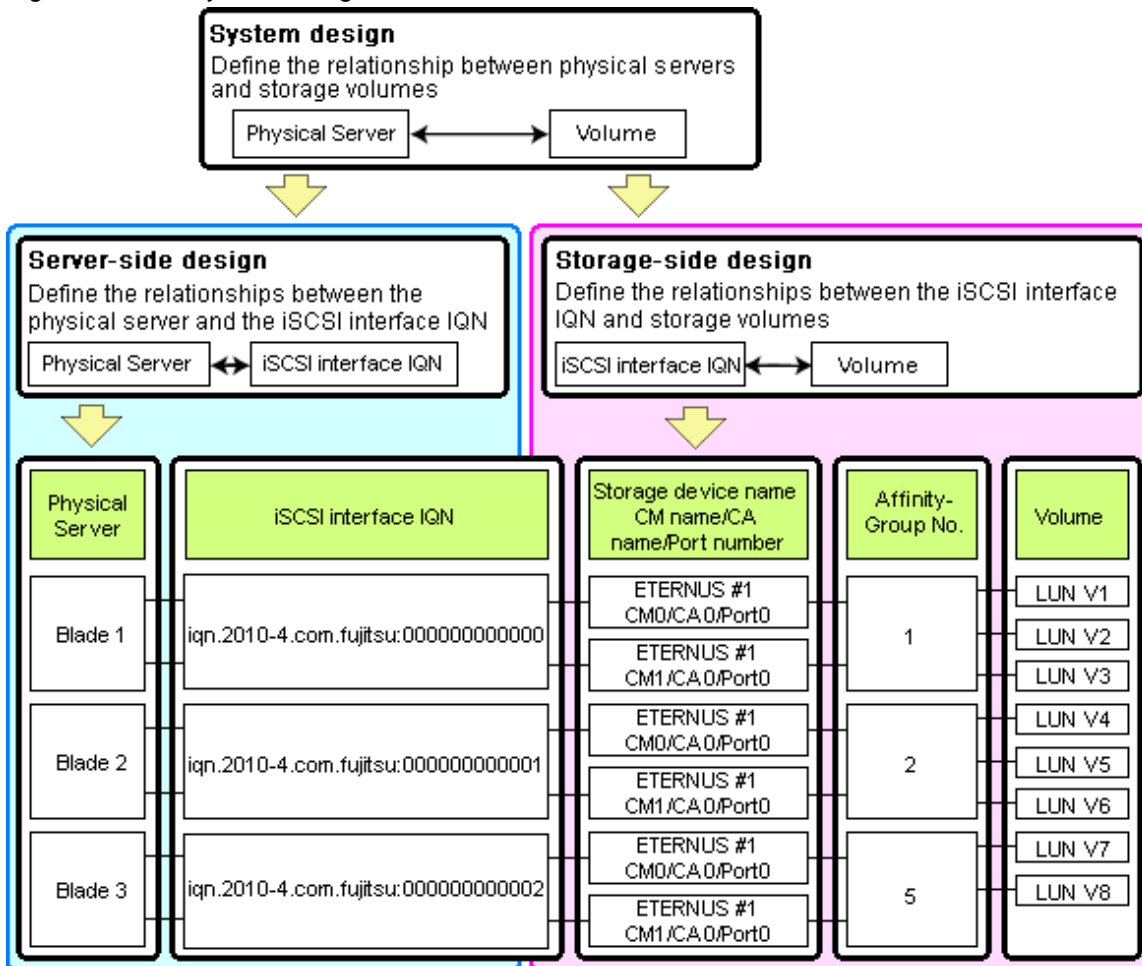 System design
Define the relationship between physical servers
and storage volumes
Physical Server
Volume
Server-side design
Define the relationships between the
physical server and the iSCSI interface IQN
Physical Server
iSCSI interface IQN
Storage-side design
Define the relationships between the iSCSI interface
IQN and storage volumes
iSCSI interface IQN
Volume
Physical
Server
iSCSI interface IQN
Storage device name
CM name/CA
name/Port number
Affinity-
Group No.
Volume
Blade 1
iqn.2010-4.com.fujitsu:000000000000
ETERNUS #1
CM0/CA0/Port0
ETERNUS #1
CM1/CA0/Port0
1
LUN V1
LUN V2
LUN V3
Blade 2
iqn.2010-4.com.fujitsu:000000000001
ETERNUS #1
CM0/CA0/Port0
ETERNUS #1
CM1/CA0/Port0
2
LUN V4
LUN V5
LUN V6
Blade 3
iqn.2010-4.com.fujitsu:000000000002
ETERNUS #1
CM0/CA0/Port0
ETERNUS #1
CM1/CA0/Port0
5
LUN V7
LUN V8